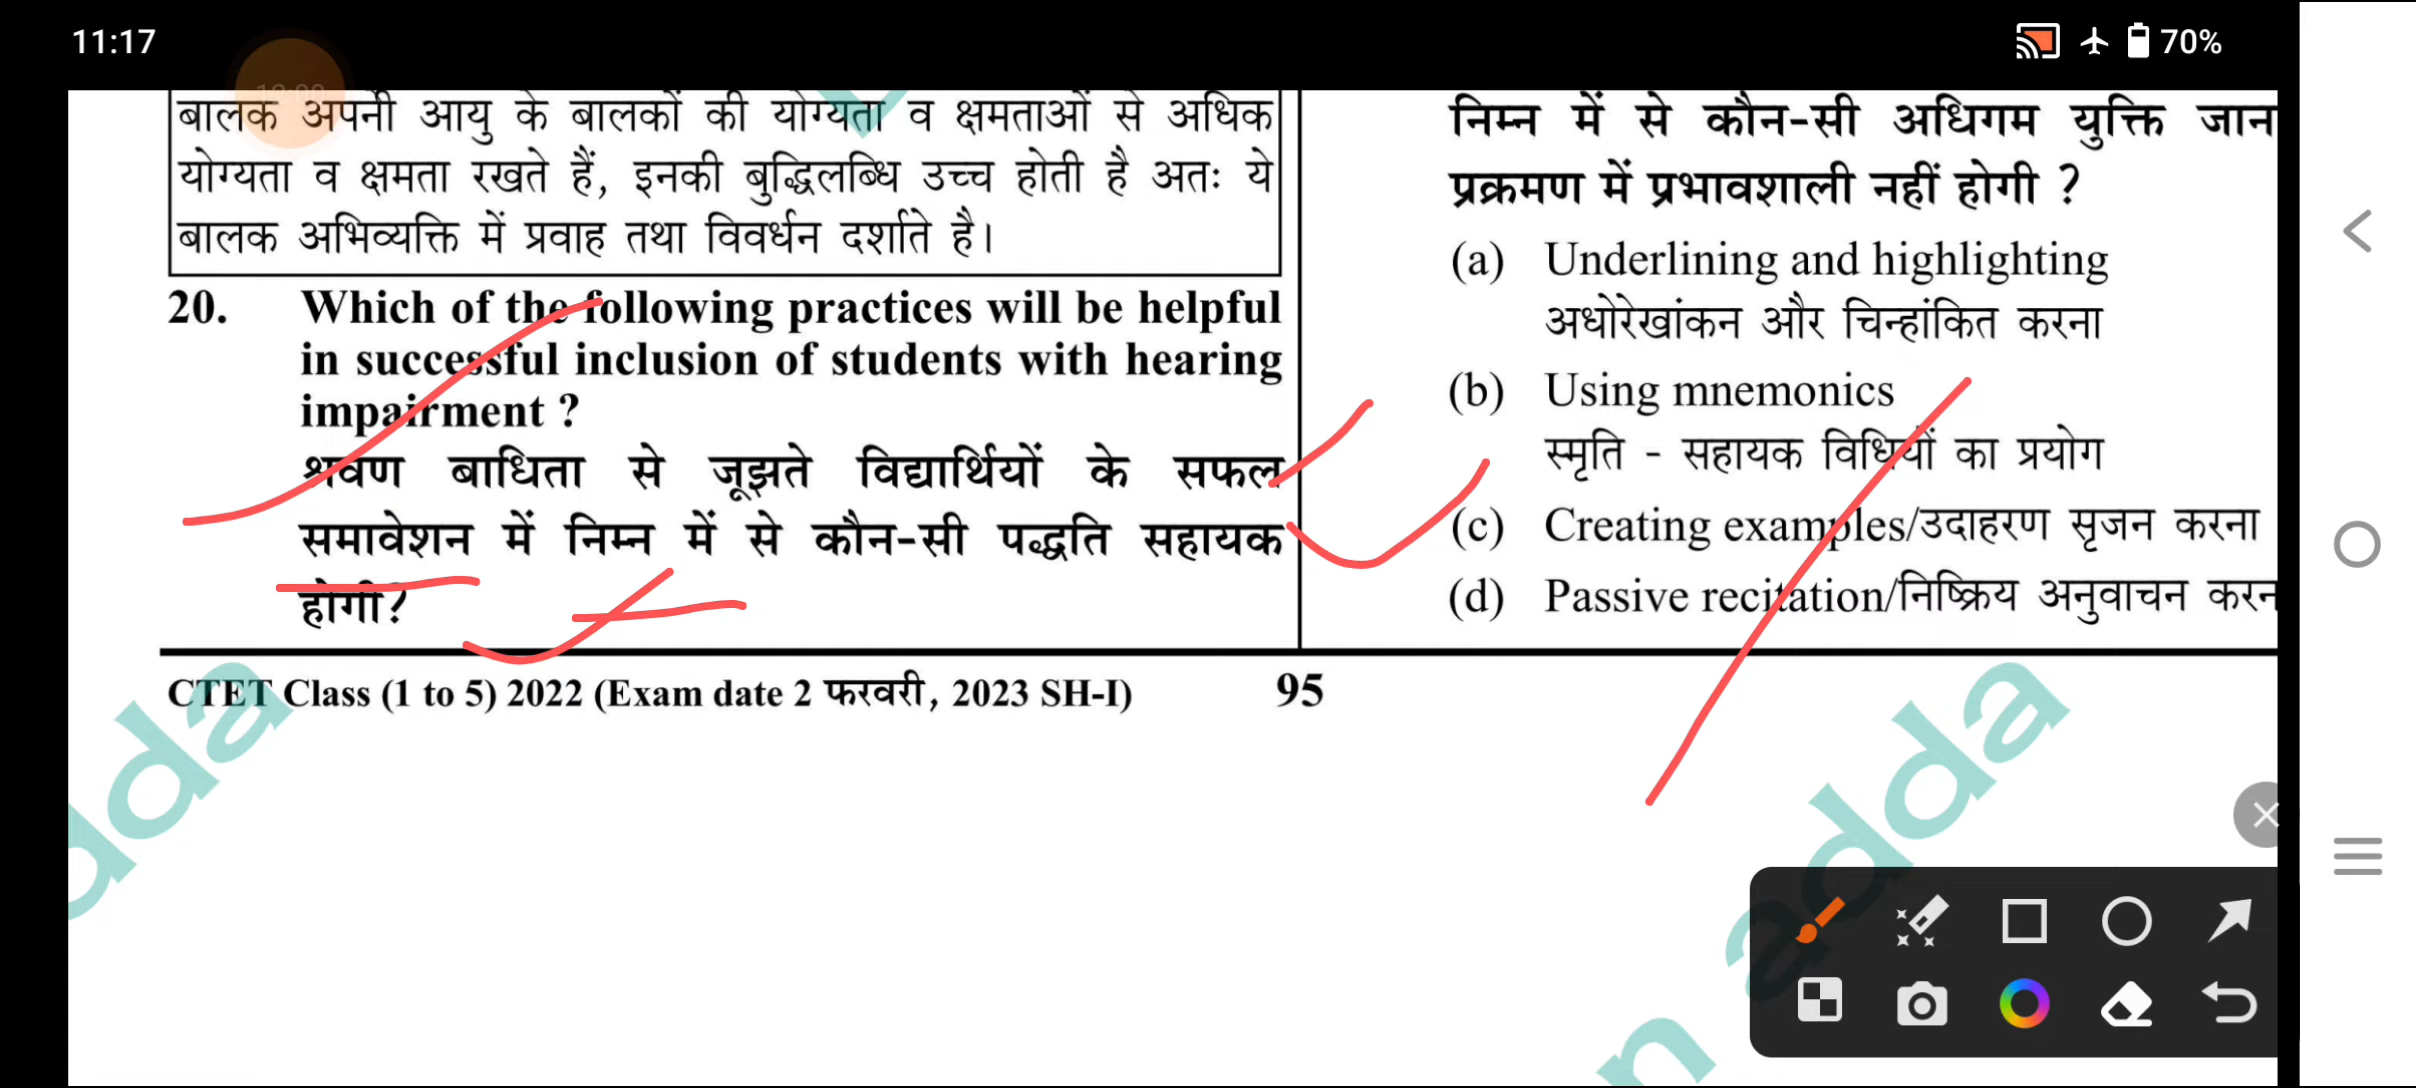 11:17
70%
बालक अपनी आयु के बालकों की योग्यता व क्षमताओं से अधिक
योग्यता व क्षमता रखते हैं, इनकी बुद्धिलब्धि उच्च होती है अतः ये
बालक अभिव्यक्ति में प्रवाह तथा विवर्धन दर्शाते है।
20. Which of the following practices will be helpful
in successful inclusion of students with hearing
impairment ?
श्रवण बाधिता से जूझते विद्यार्थियों के सफल
समावेशन में निम्न में से कौन-सी पद्धति सहायक
होगी?
निम्न में से कौन-सी अधिगम युक्ति जान
प्रक्रमण में प्रभावशाली नहीं होगी ?
(a) Underlining and highlighting
अधोरेखांकन और चिन्हांकित करना
(b) Using mnemonics
स्मृति - सहायक विधियों का प्रयोग
(c) Creating examples/उदाहरण सृजन करना
(d) Passive recitation/निष्क्रिय अनुवाचन करन
CTET Class (1 to 5) 2022 (Exam date 2 फरवरी, 2023 SH-I)
95
dda
n adda